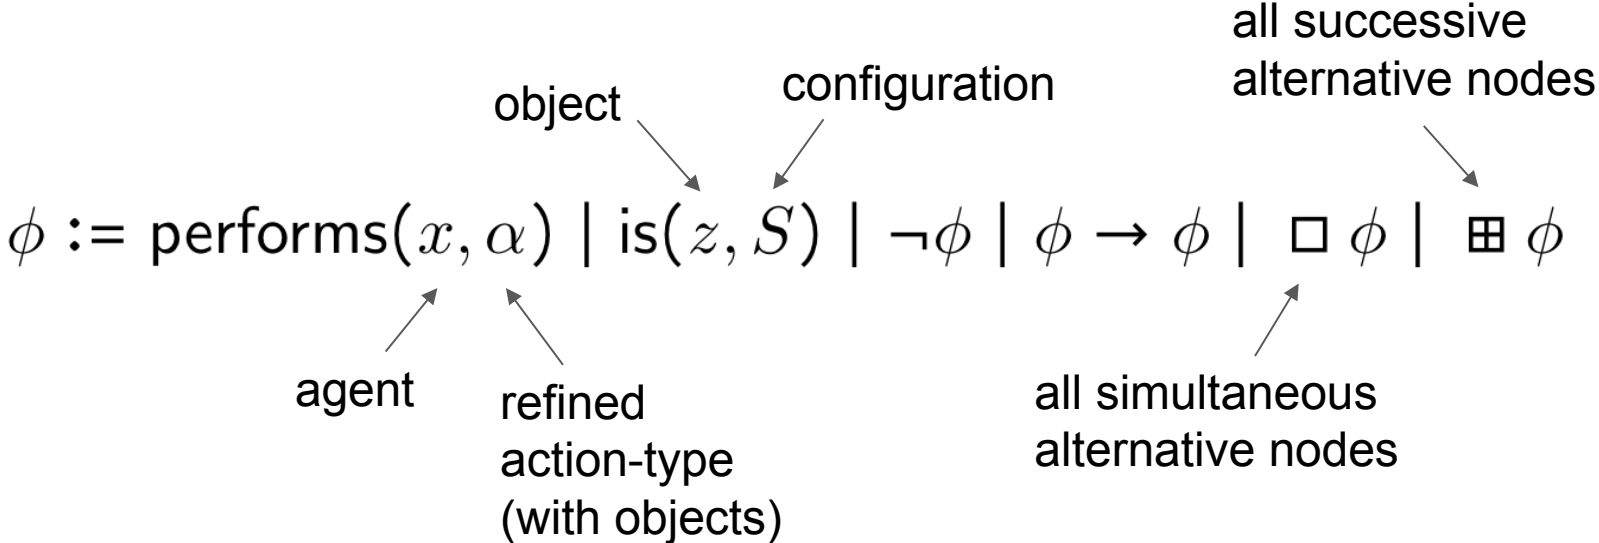 all successive
alternative nodes
configuration
object
ϕ := performs(x, α) | is(z, S) | ¬ϕ | ϕ → ϕ | □ ϕ | ⊞ ϕ
agent
refined
action-type
(with objects)
all simultaneous
alternative nodes